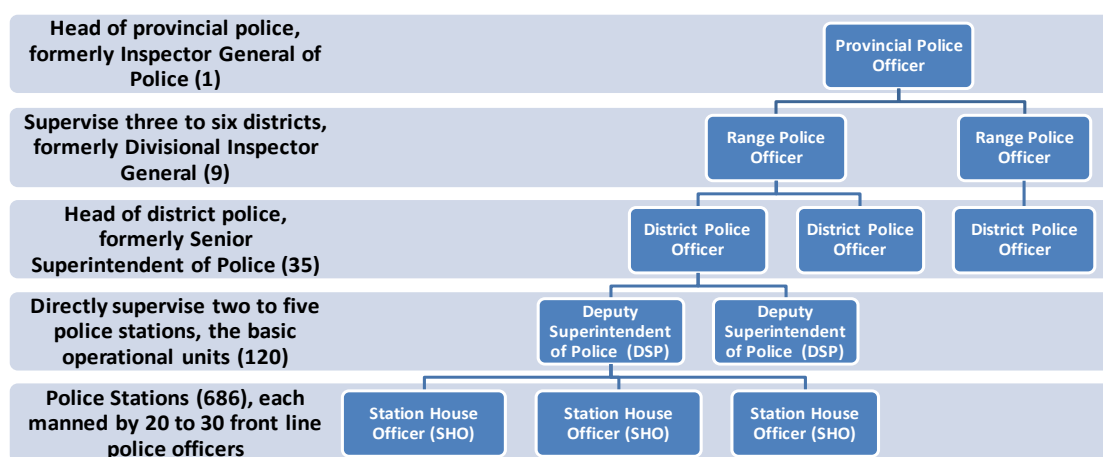 Head of provincial police,
formerly Inspector General of
Police (1)
Provincial Police
Officer
Supervise three to six districts,
formerly Divisional Inspector
General (9)
Range Police
Officer
Range Police
Officer
Head of district police,
formerly Senior
Superintendent of Police (35)
District Police
Officer
District Police
Officer
District Police
Officer
Directly supervise two to five
police stations, the basic
operational units (120)
Deputy
Superintendent
of Police (DSP)
Deputy
Superintendent
of Police (DSP)
Police Stations (686), each
manned by 20 to 30 front line
police officers
Station House
Officer (SHO)
Station House
Officer (SHO)
Station House
Officer (SHO)